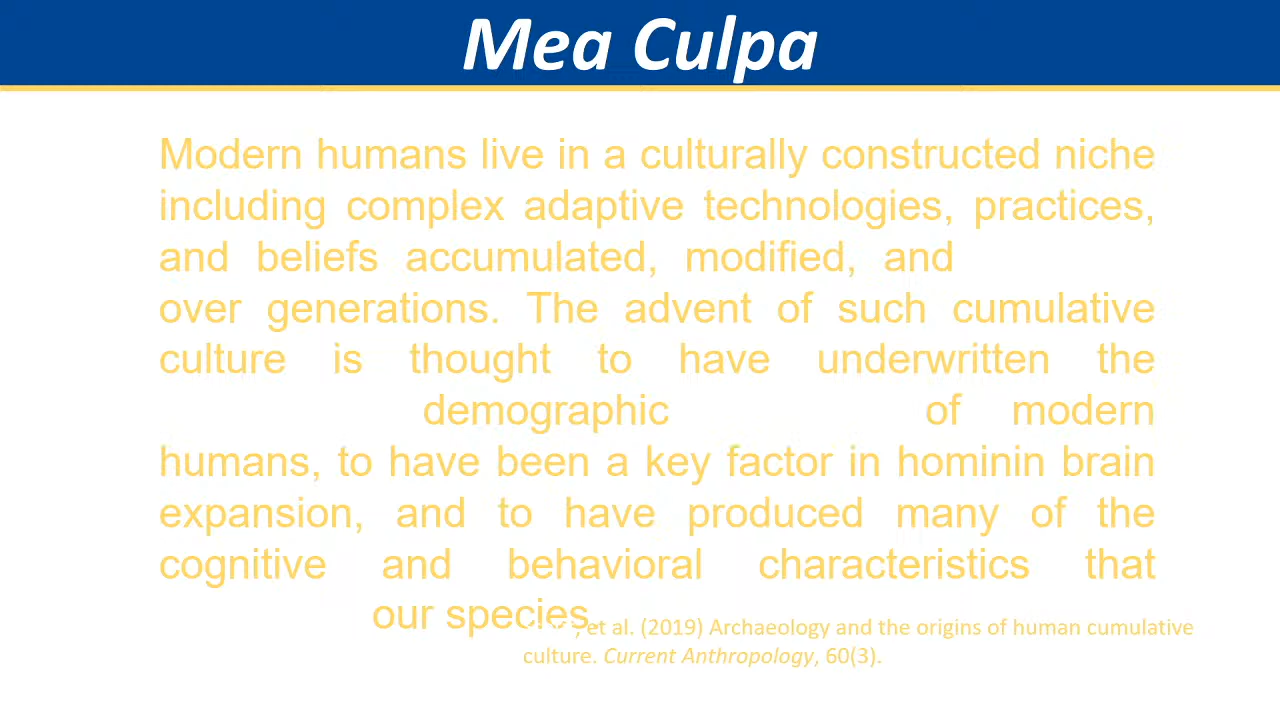 Mea Culpa
Modern humans live in a culturally constructed niche
including complex adaptive technologies, practices,
and beliefs accumulated, modified, and
over generations. The advent of such cumulative
culture is thought to have underwritten the
demographic of modern
humans, to have been a key factor in hominin brain
expansion, and to have produced many of the
cognitive and behavioral characteristics that
our species.
et al. (2019) Archaeology and the origins of human cumulative
culture. Current Anthropology, 60(3).